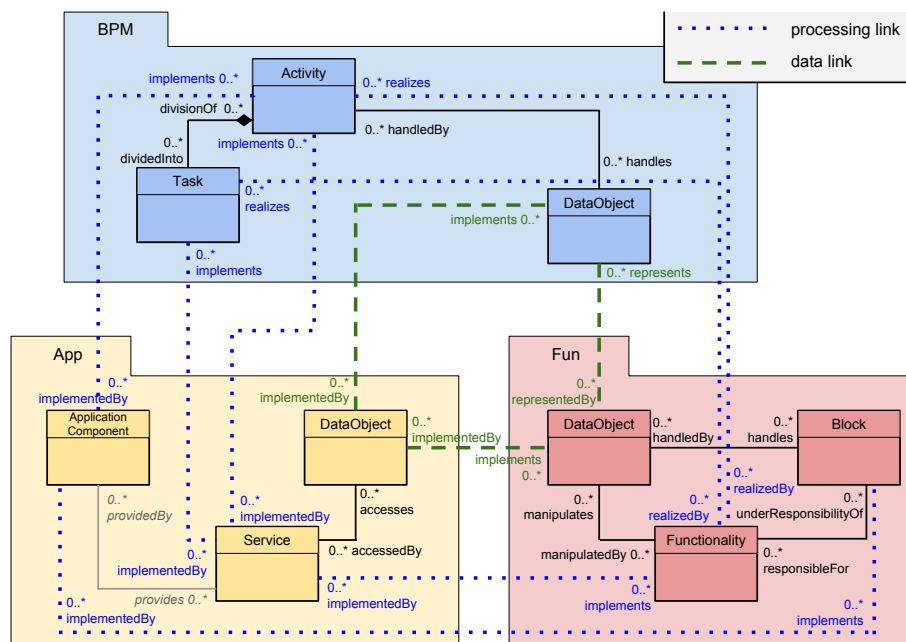 BPM
processing link
data link
implements 0..*
Activity
0..* realizes
divisionOf 0..*
0..* handledBy
implements 0..*
0..*
dividedInto
0..* handles
Task
0..*
realizes
DataObject
implements 0..*
0..*
implements
0..* represents
App
Fun
0..*
implementedBy
0..*
implementedBy
0..*
representedBy
Application
Component
DataObject
0..*
implementedBy
DataObject
0..*
handledBy
0..*
handles
Block
implements
0..*
0..*
realizedBy
0..*
providedBy
0..*
implementedBy
0..*
accesses
0..*
manipulates
0..*
realizedBy
0..*
underResponsibilityOf
Service
0..* accessedBy
manipulatedBy 0..*
Functionality
0..*
responsibleFor
0..*
implementedBy
provides 0..*
0..*
implementedBy
0..*
implementedBy
0..*
implements
0..*
implements